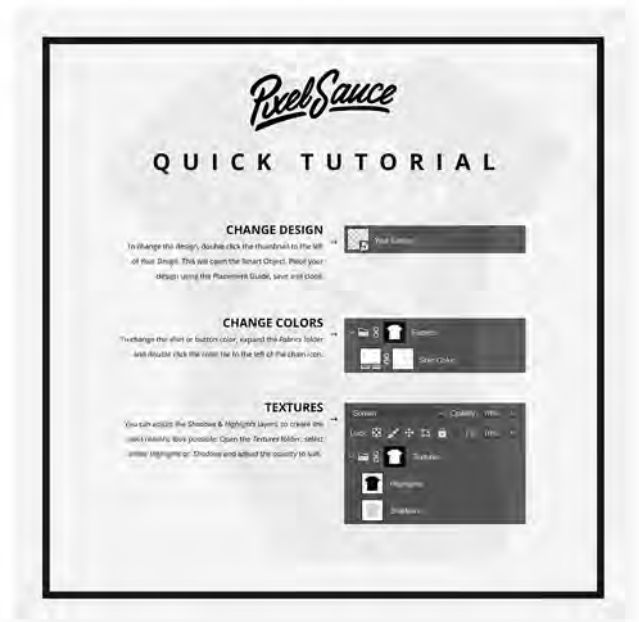 PixelSauce
QUICK TUTORIAL
CHANGE DESIGN
To change the design, double click the thumbnail to the left
of Your Design. This will open the Smart Object. Place your
design using the Placement Guide, save and close.
Your Design
CHANGE COLORS
To change the shirt or button color, expand the Fabrics folder
and double click the color tile to the left of the chain icon.
Fabrics
Shirt Color
TEXTURES
You can adjust the Shadows & Highlights layers, to create the
most realistic look possible. Open the Textures folder, select
either Highlights or Shadows and adjust the opacity to suit.
Screen Opacity:
Lock: Fill:
Textures
Highlights
Shadows